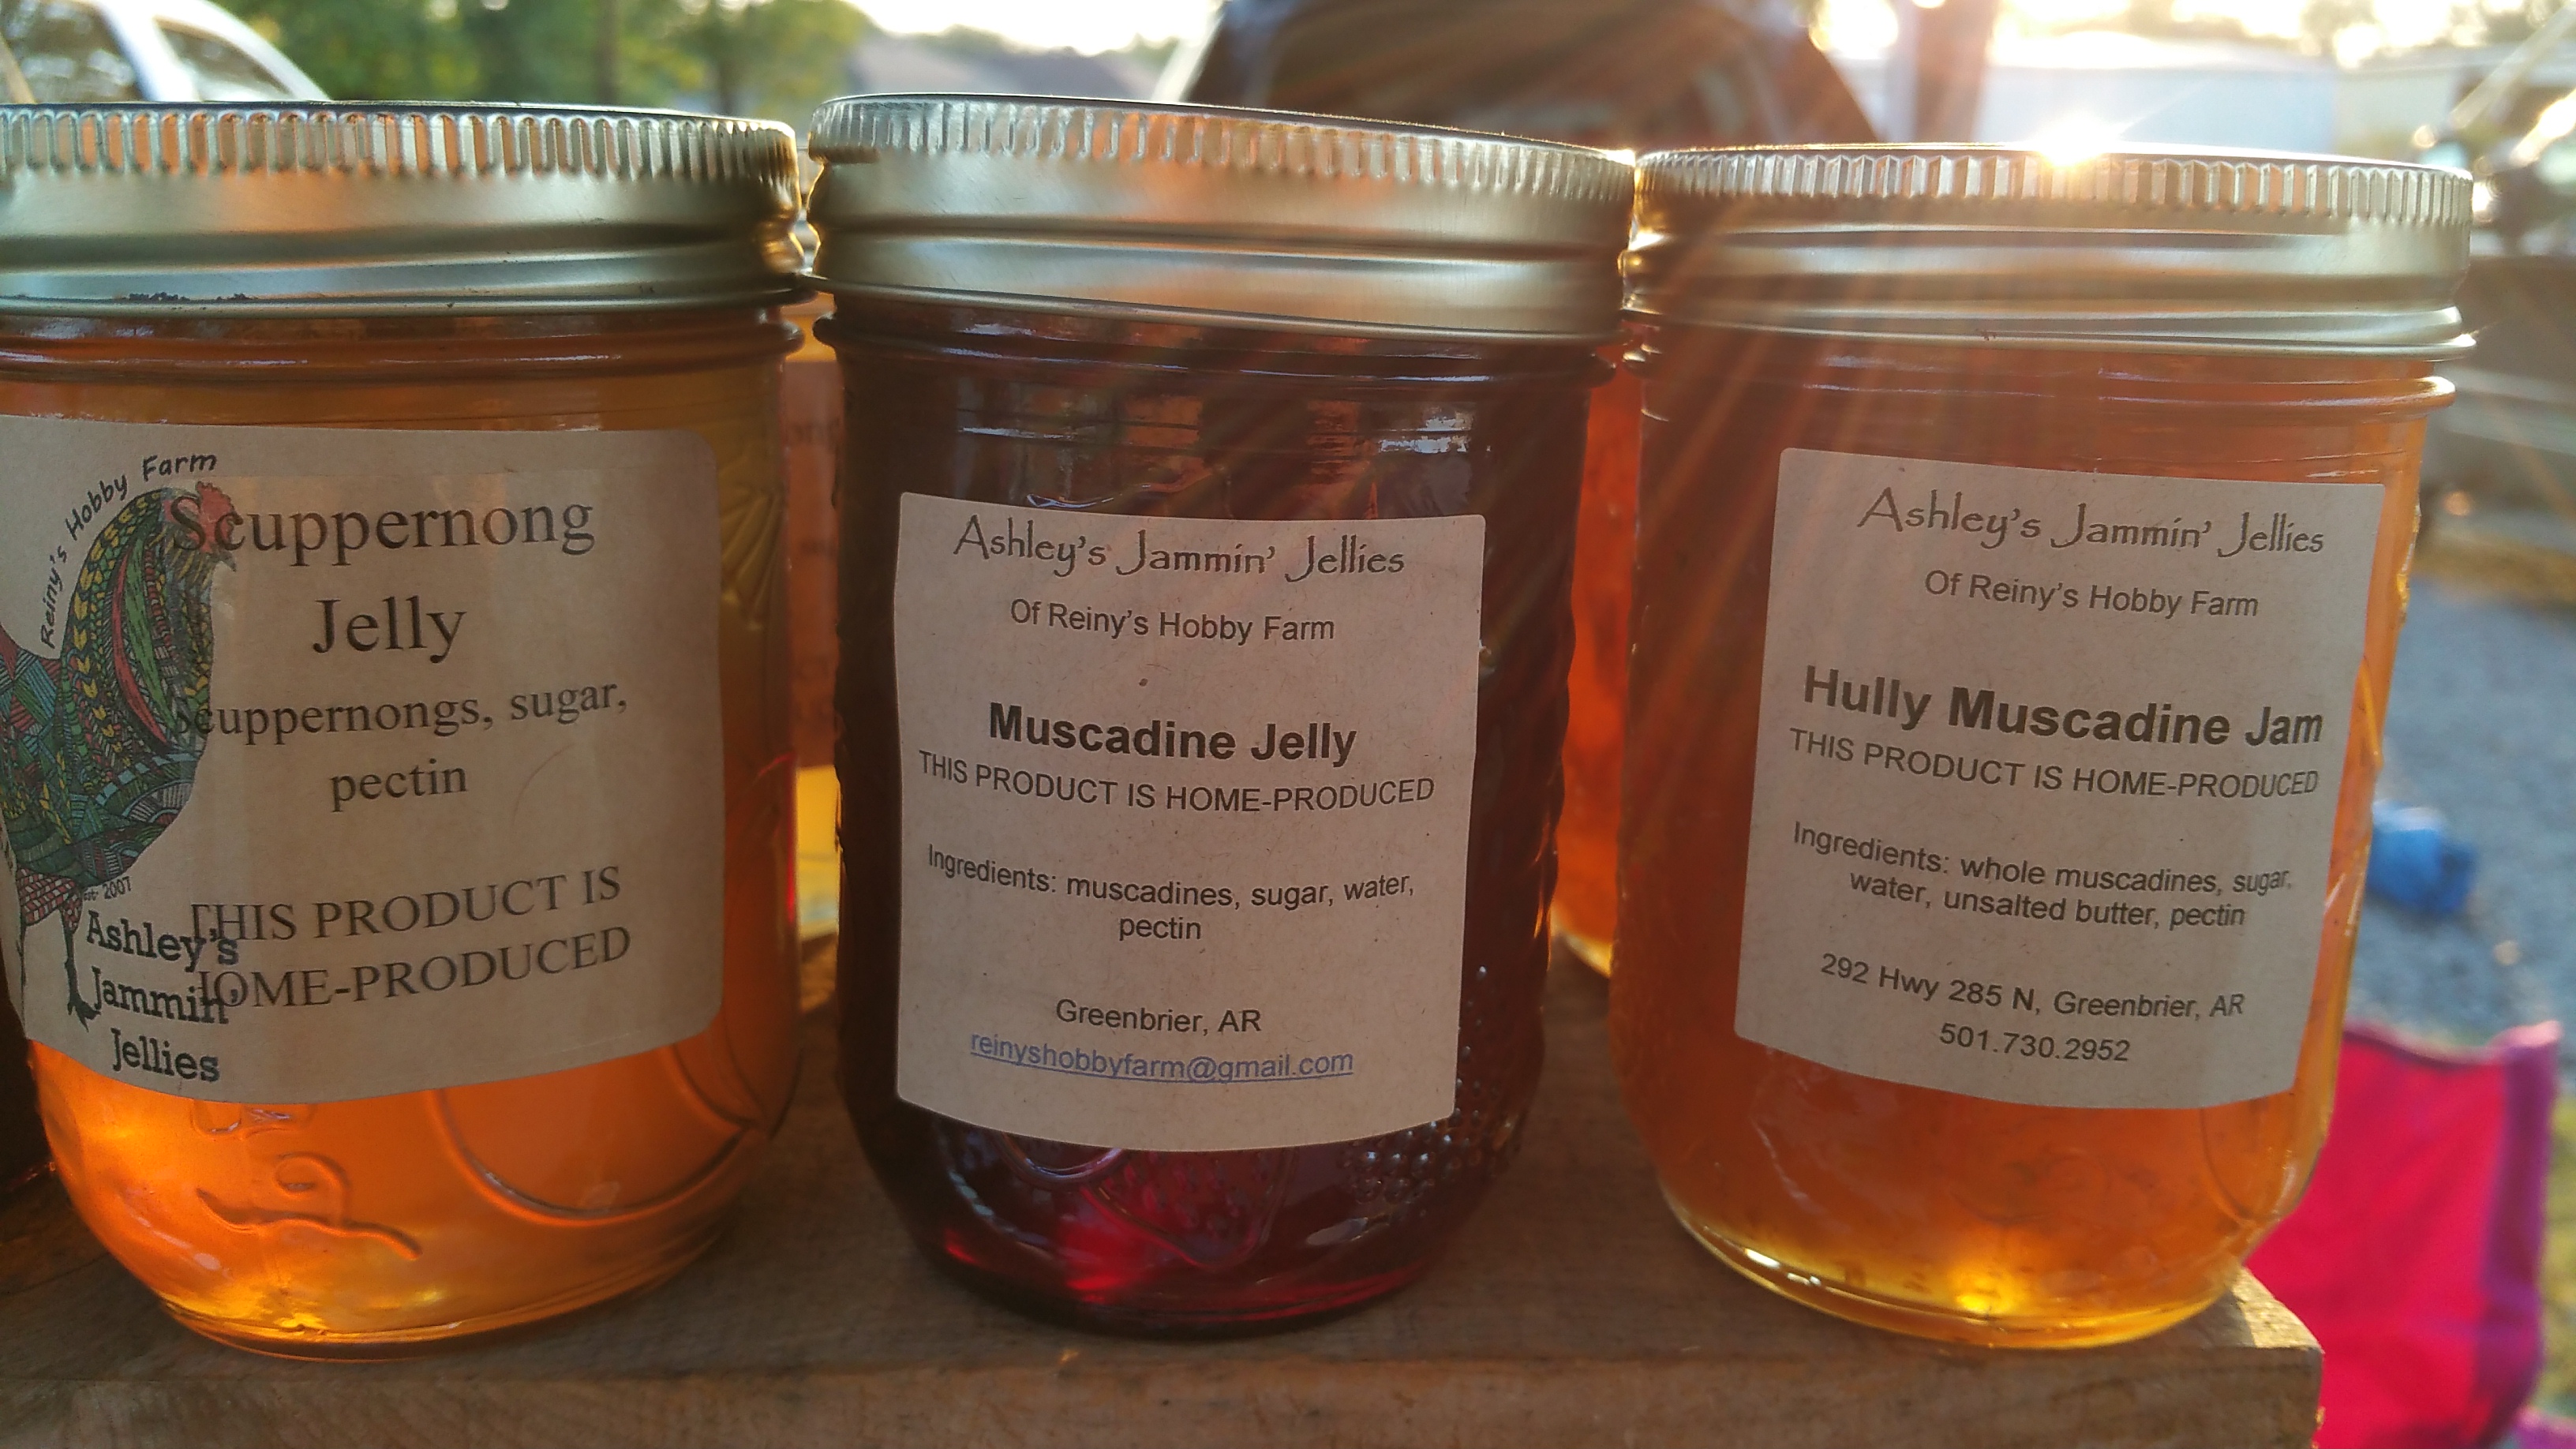 Reiny's Hobby Farm
Scuppernong
Jelly
Scuppernongs, sugar,
pectin
THIS PRODUCT IS
HOME-PRODUCED
est. 2007
Ashley's
Jammin'
Jellies
Ashley's Jammin' Jellies
Of Reiny's Hobby Farm
Muscadine Jelly
THIS PRODUCT IS HOME-PRODUCED
Ingredients: muscadines, sugar, water,
pectin
Greenbrier, AR
reinyshobbyfarm@gmail.com
Ashley's Jammin' Jellies
Of Reiny's Hobby Farm
Hully Muscadine Jam
THIS PRODUCT IS HOME-PRODUCED
Ingredients: whole muscadines, sugar,
water, unsalted butter, pectin
292 Hwy 285 N, Greenbrier, AR
501.730.2952